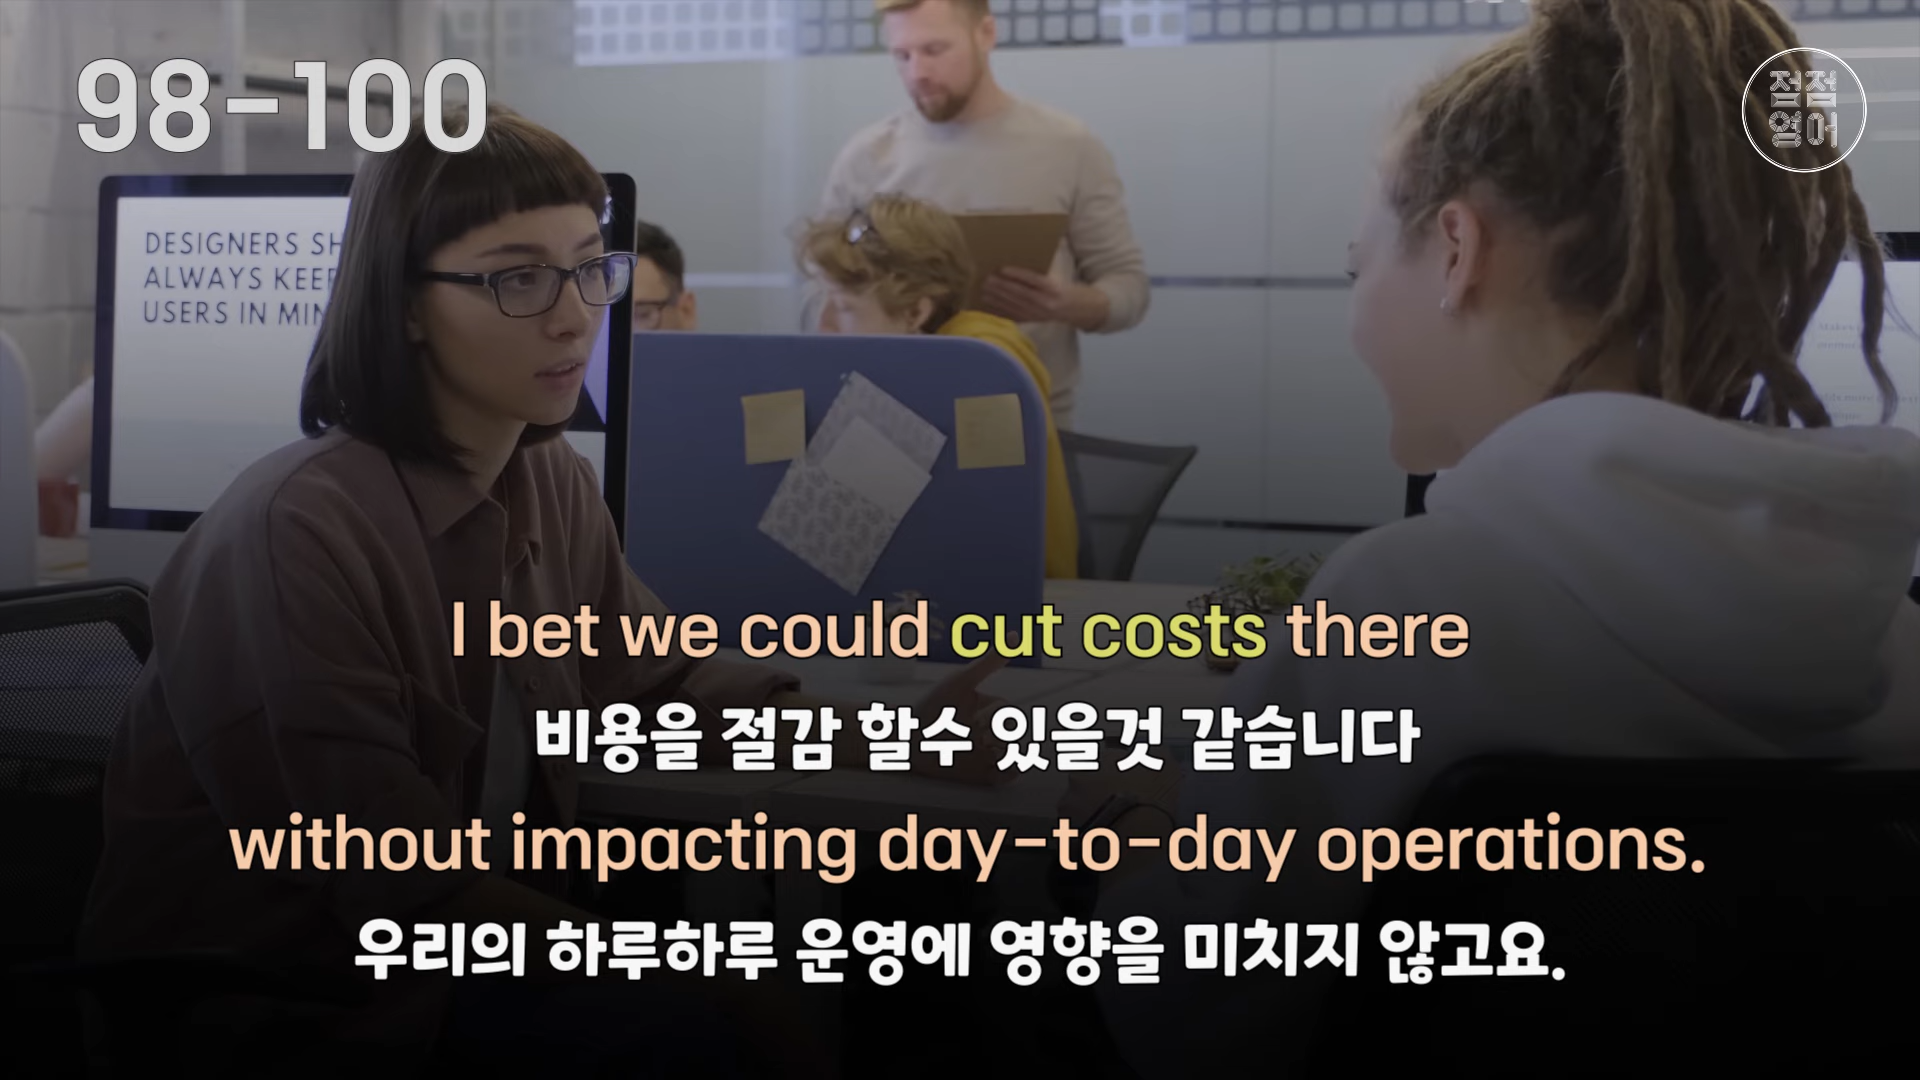 98-100
점점
영어
DESIGNERS SH
ALWAYS KEEP
USERS IN MIN
I bet we could cut costs there
비용을 절감 할수 있을것 같습니다
without impacting day-to-day operations.
우리의 하루하루 운영에 영향을 미치지 않고요.